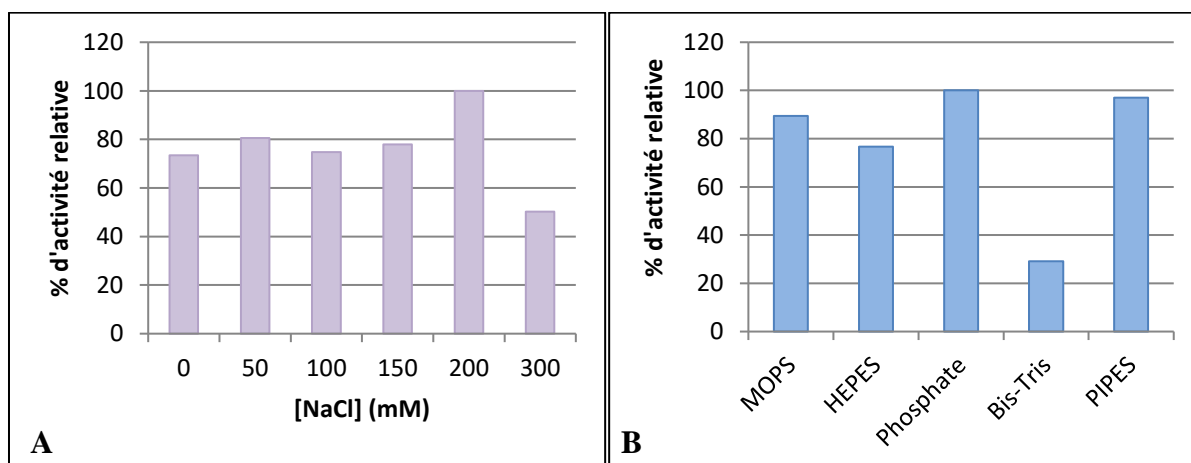 120
100
80
60
40
20
0
% d'activité relative
0 50 100 150 200 300
[NaCl] (mM)
A
120
100
80
60
40
20
0
% d'activité relative
MOPS
HEPES
Phosphate
Bis-Tris
PIPES
B